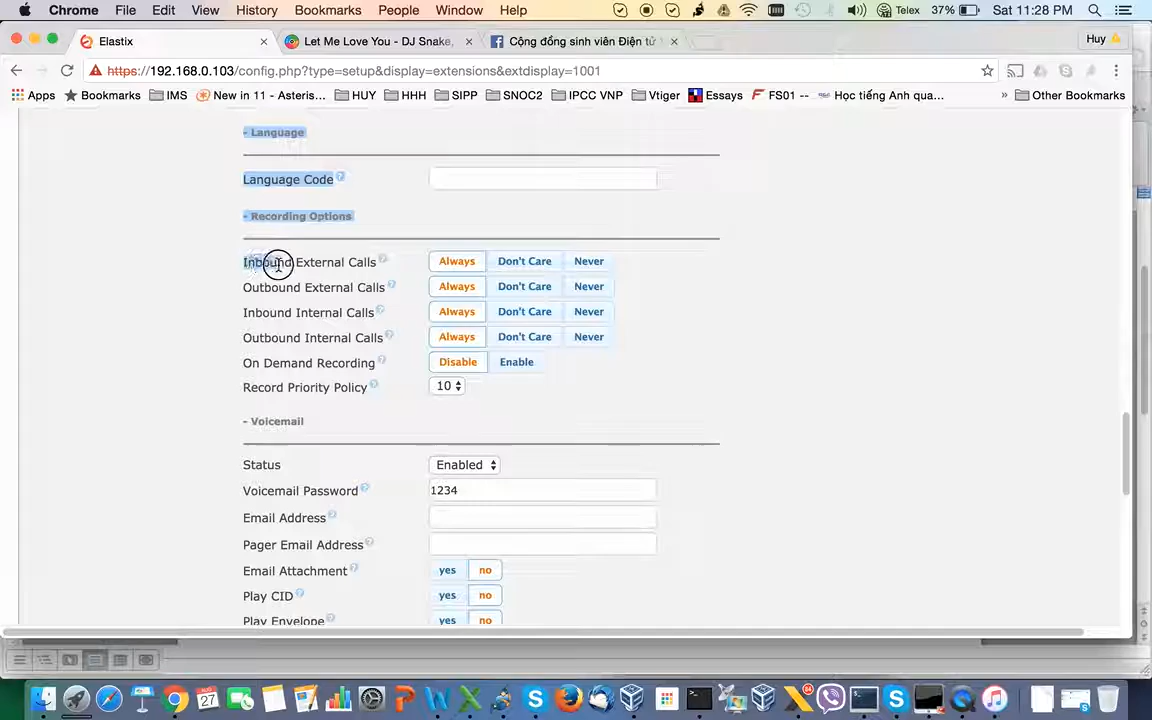 Chrome File Edit View History Bookmarks People Window Help Telex 37% Sat 11:28 PM
Elastix Let Me Love You - DJ Snake, Cộng đồng sinh viên Điện tử Huy
https://192.168.0.103/config.php?type=setup&display=extensions&extdisplay=1001
Apps Bookmarks IMS New in 11 - Asteris... HUY HHH SIPP SNOC2 IPCC VNP Vtiger Essays FS01 -- Học tiếng Anh qua... » Other Bookmarks
- Language
Language Code
- Recording Options
Inbound External Calls Always Don't Care Never
Outbound External Calls Always Don't Care Never
Inbound Internal Calls Always Don't Care Never
Outbound Internal Calls Always Don't Care Never
On Demand Recording Disable Enable
Record Priority Policy 10
- Voicemail
Status Enabled
Voicemail Password 1234
Email Address
Pager Email Address
Email Attachment yes no
Play CID yes no
Play Envelope yes no